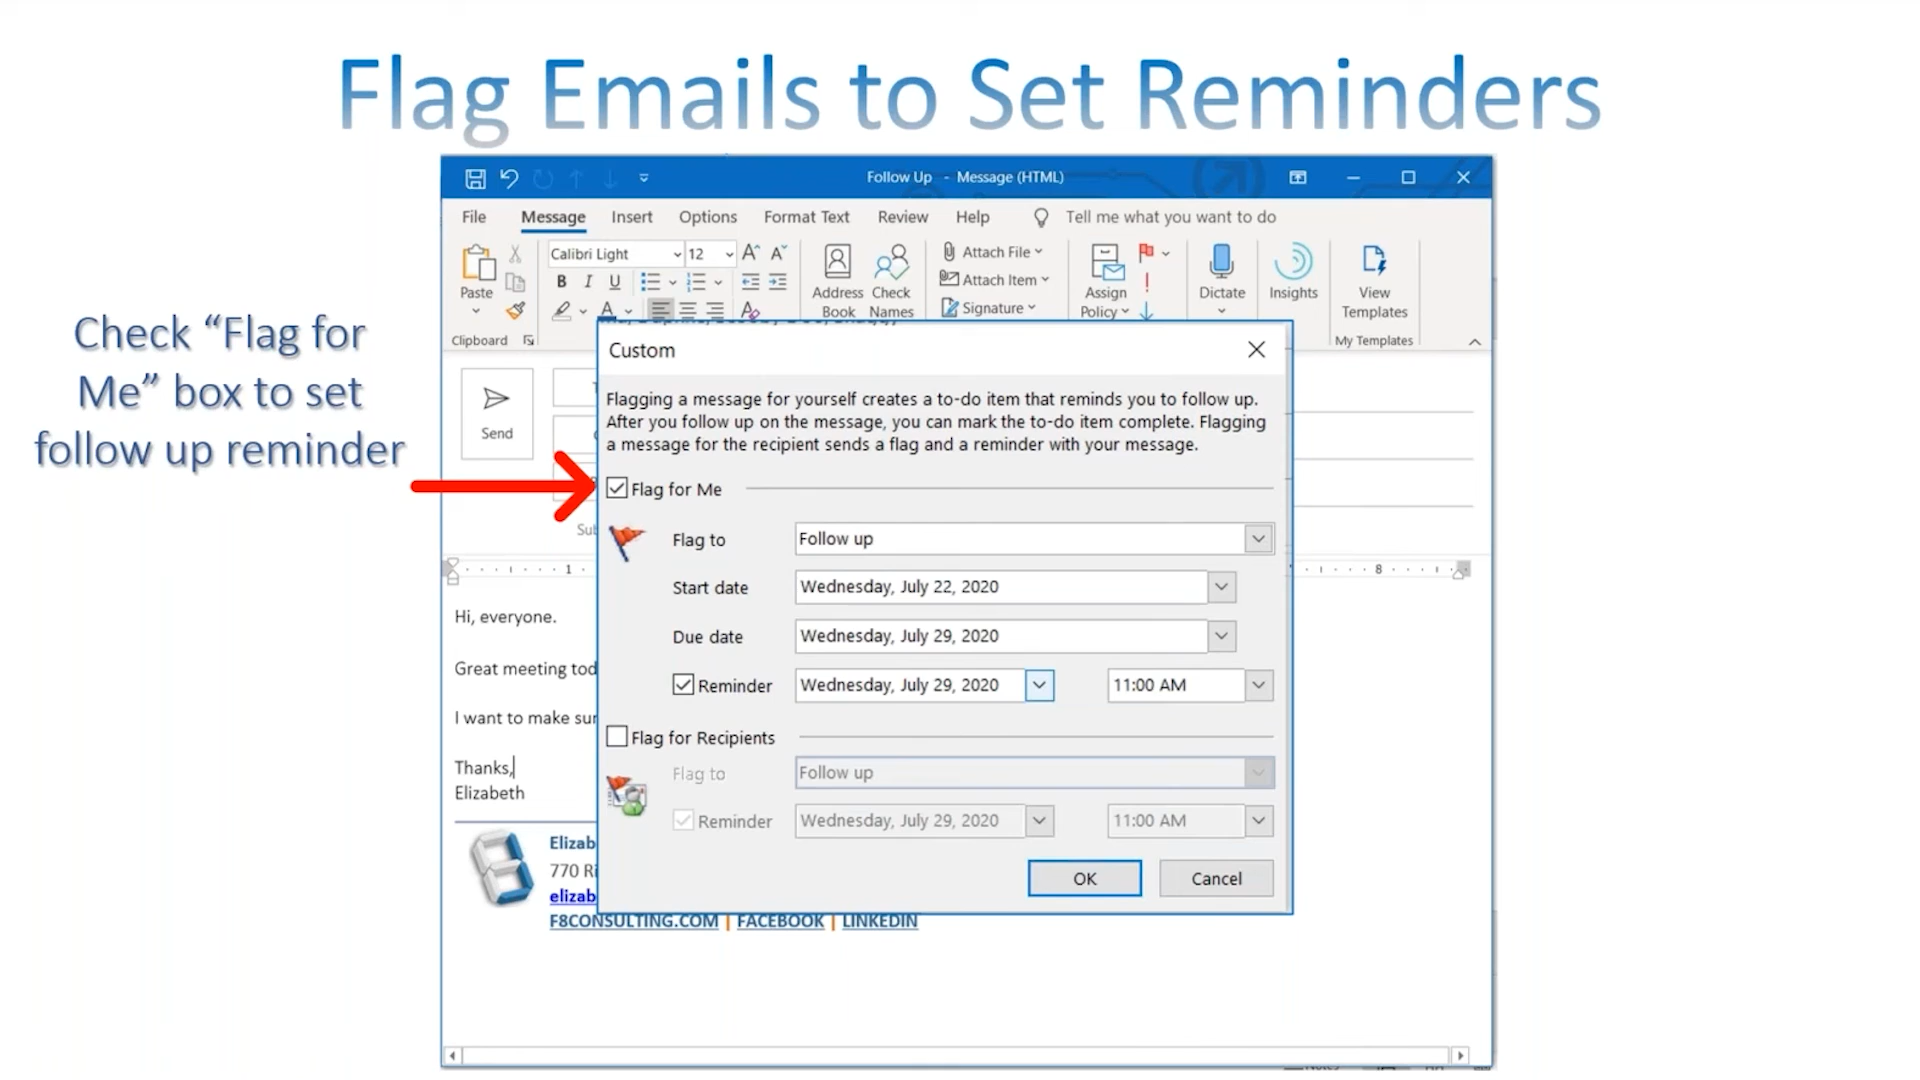 Flag Emails to Set Reminders
Check “Flag for
Me” box to set
follow up reminder
Follow Up - Message (HTML)
File Message Insert Options Format Text Review Help Tell me what you want to do
Calibri Light 12
Paste
B I U
Address
Book
Check
Names
Attach File
Attach Item
Signature
Assign
Policy
Dictate
Insights
View
Templates
Clipboard
My Templates
Send
Custom
Flagging a message for yourself creates a to-do item that reminds you to follow up.
After you follow up on the message, you can mark the to-do item complete. Flagging
a message for the recipient sends a flag and a reminder with your message.
Flag for Me
Flag to Follow up
Start date Wednesday, July 22, 2020
Due date Wednesday, July 29, 2020
Reminder Wednesday, July 29, 2020 11:00 AM
Flag for Recipients
Flag to Follow up
Reminder Wednesday, July 29, 2020 11:00 AM
OK Cancel
1 8
Hi, everyone.
Great meeting tod
I want to make sur
Thanks,
Elizabeth
Elizab
770 Ri
elizab
F8CONSULTING.COM | FACEBOOK | LINKEDIN